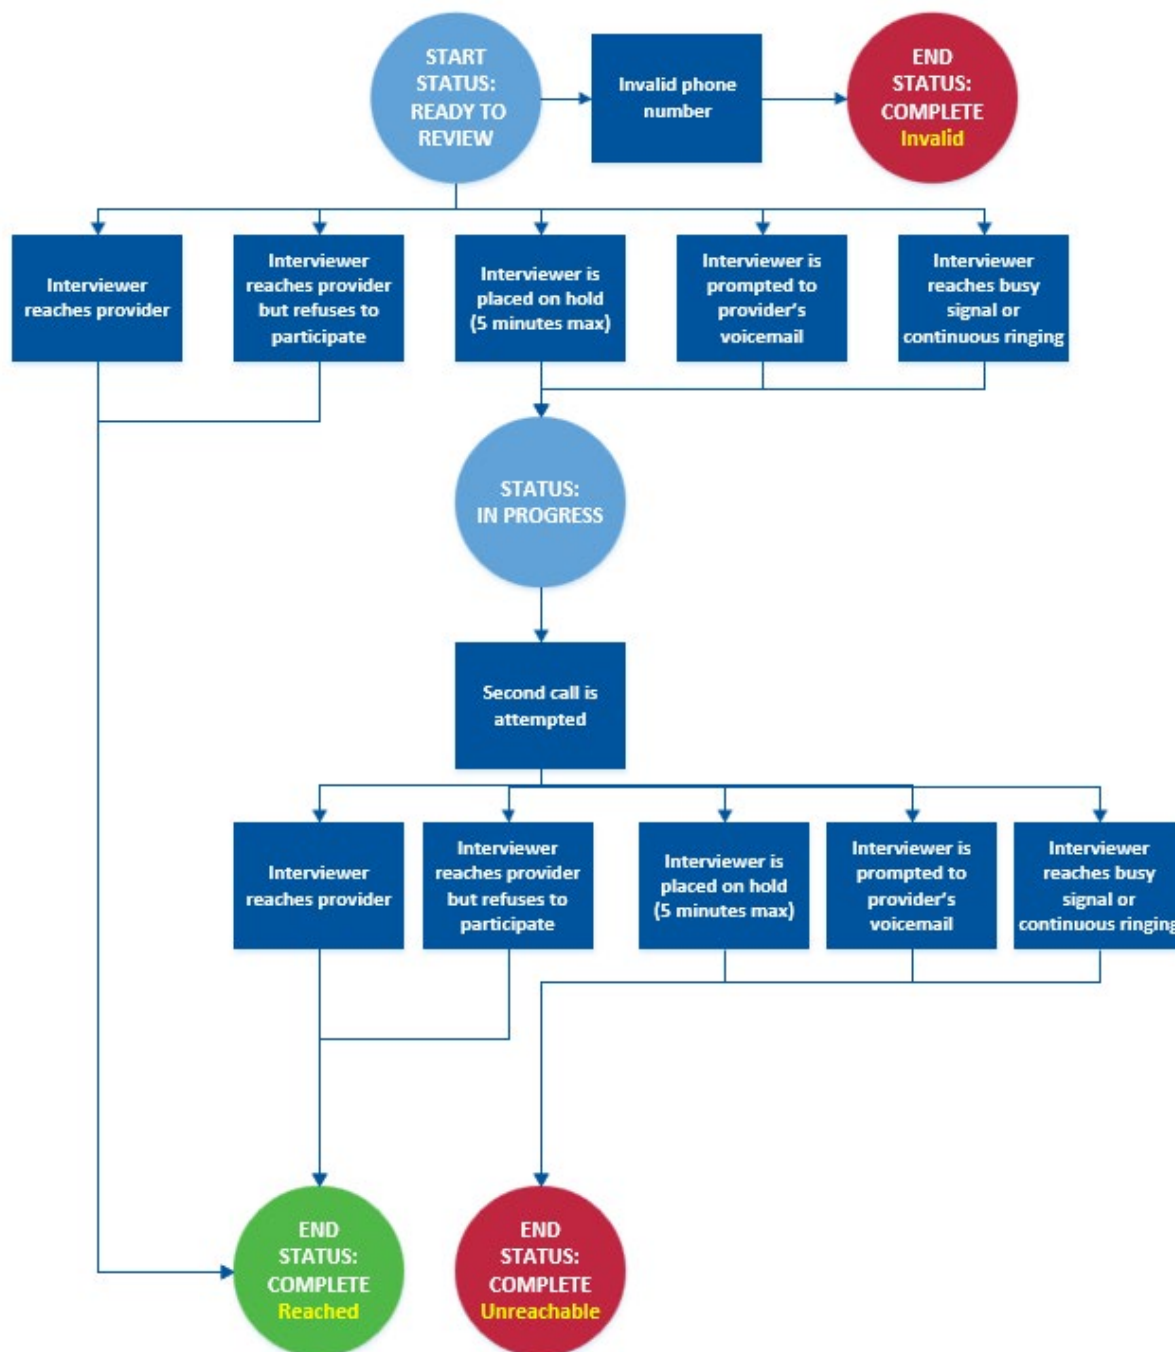 START
STATUS:
READY TO
REVIEW
Invalid phone
number
END
STATUS:
COMPLETE
Invalid
Interviewer
reaches provider
Interviewer
reaches provider
but refuses to
participate
Interviewer is
placed on hold
(5 minutes max)
Interviewer is
prompted to
provider's
voicemail
Interviewer
reaches busy
signal or
continuous ringing
STATUS:
IN PROGRESS
Second call is
attempted
Interviewer
reaches provider
Interviewer
reaches provider
but refuses to
participate
Interviewer is
placed on hold
(5 minutes max)
Interviewer is
prompted to
provider's
voicemail
Interviewer
reaches busy
signal or
continuous ringing
END
STATUS:
COMPLETE
Reached
END
STATUS:
COMPLETE
Unreachable